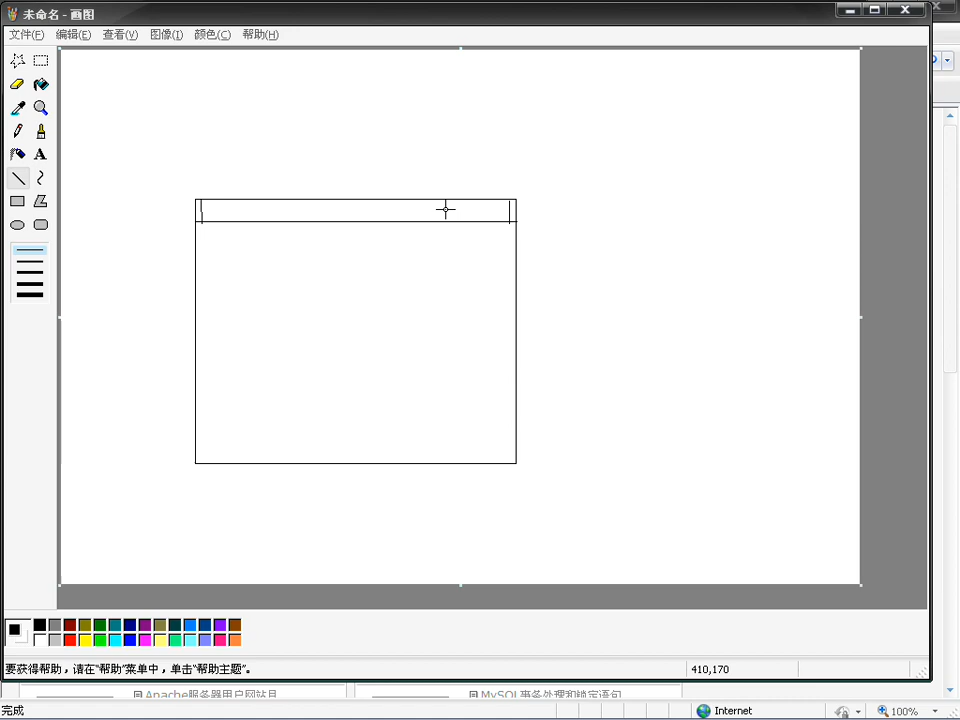 未命名 - 画图
文件(F) 编辑(E) 查看(V) 图像(I) 颜色(C) 帮助(H)
A
要获得帮助，请在“帮助”菜单中，单击“帮助主题”。
410,170
Apache服务器用户网站目
MySQL事务处理和锁定语句
完成
Internet
100%